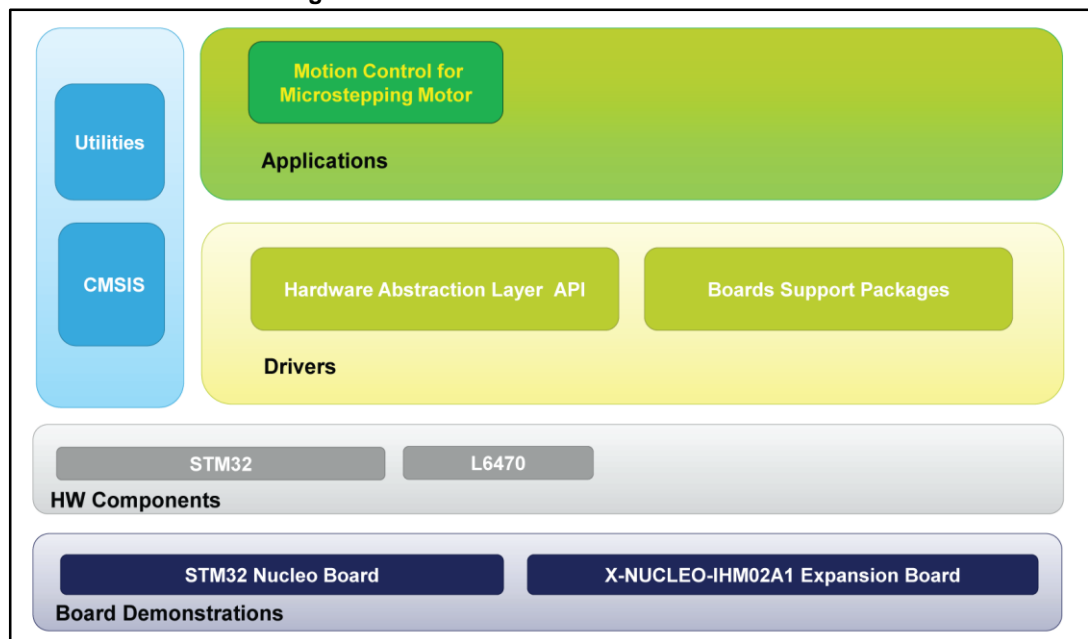 Motion Control for
Microstepping Motor
Utilities
Applications
CMSIS
Hardware Abstraction Layer API
Boards Support Packages
Drivers
STM32
L6470
HW Components
STM32 Nucleo Board
X-NUCLEO-IHM02A1 Expansion Board
Board Demonstrations